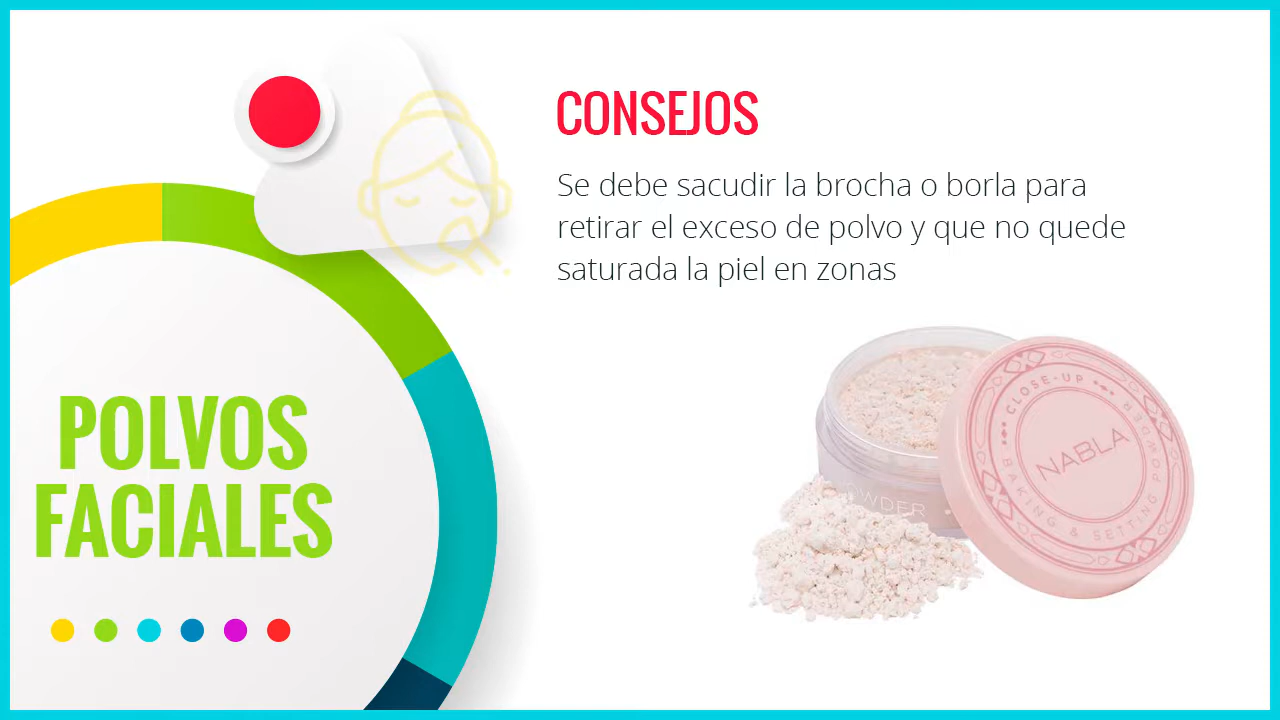 CONSEJOS
Se debe sacudir la brocha o borla para
retirar el exceso de polvo y que no quede
saturada la piel en zonas
POLVOS
FACIALES
CLOSE-UP
NABLA
BAKING & SETTING POWDER
POWDER